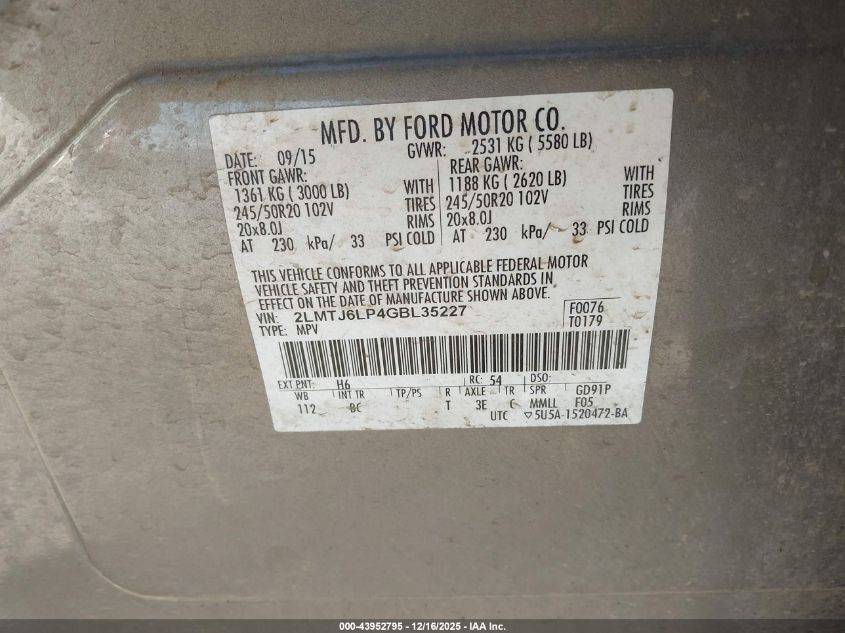 MFD. BY FORD MOTOR CO.
DATE: 09/15 GVWR: 2531 KG ( 5580 LB)
FRONT GAWR: REAR GAWR:
1361 KG ( 3000 LB) WITH 1188 KG ( 2620 LB) WITH
245/50R20 102V TIRES 245/50R20 102V TIRES
20x8.0J RIMS 20x8.0J RIMS
AT 230 kPa/ 33 PSI COLD AT 230 kPa/ 33 PSI COLD
THIS VEHICLE CONFORMS TO ALL APPLICABLE FEDERAL MOTOR
VEHICLE SAFETY AND THEFT PREVENTION STANDARDS IN
EFFECT ON THE DATE OF MANUFACTURE SHOWN ABOVE.
VIN: 2LMTJ6LP4GBL35227 F0076
TYPE: MPV T0179
EXT PNT: H6 RC: 54 DSO:
WB INT TR TP/PS R AXLE TR SPR GD91P
112 BC T 3E C MMLL F05
UTC ▽5U5A-1520472-BA
000-43952795 - 12/16/2025 - IAA Inc.